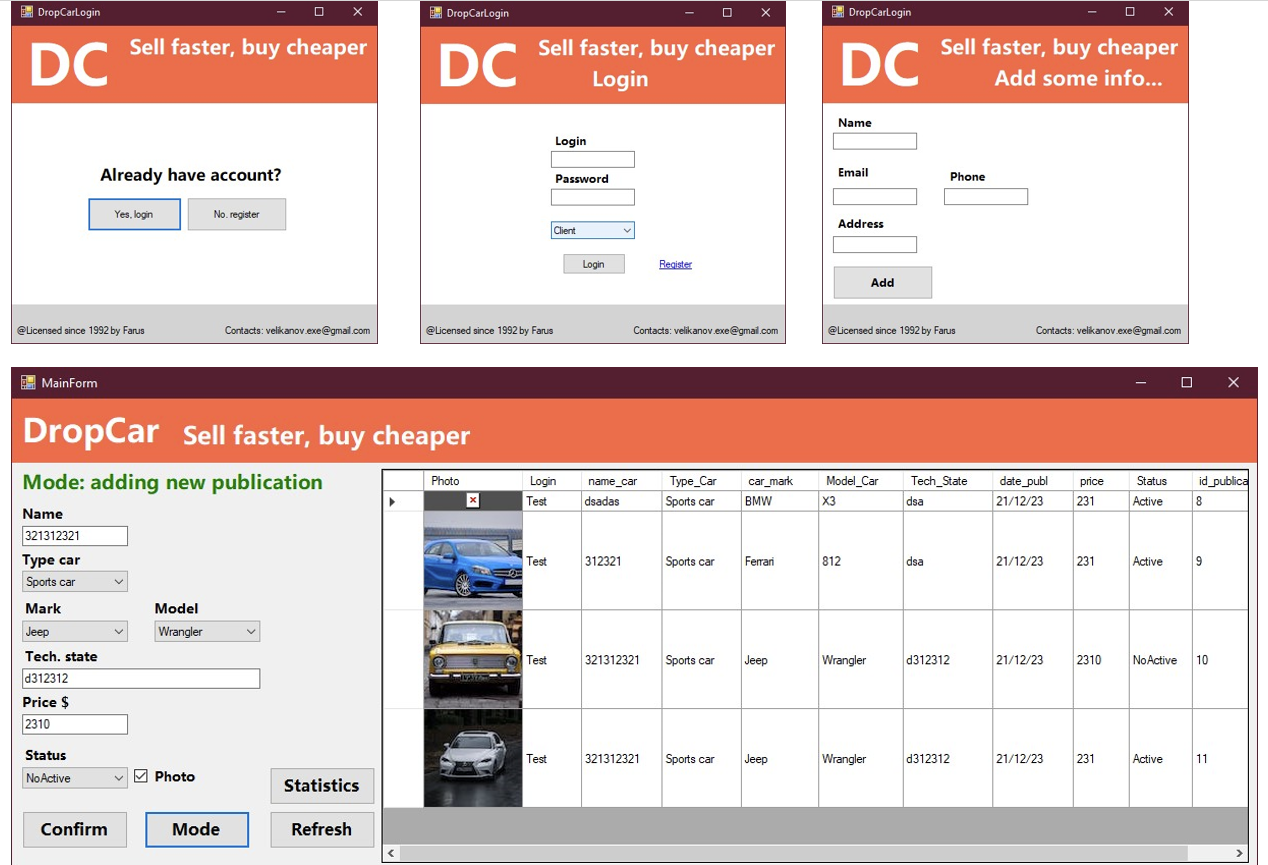 DropCarLogin
DC
Sell faster, buy cheaper
Already have account?
Yes, login
No. register
@Licensed since 1992 by Farus
Contacts: velikanov.exe@gmail.com
DropCarLogin
DC
Sell faster, buy cheaper
Login
Login
Password
Client
Login
Register
@Licensed since 1992 by Farus
Contacts: velikanov.exe@gmail.com
DropCarLogin
DC
Sell faster, buy cheaper
Add some info...
Name
Email
Phone
Address
Add
@Licensed since 1992 by Farus
Contacts: velikanov.exe@gmail.com
MainForm
DropCar
Sell faster, buy cheaper
Mode: adding new publication
Name
321312321
Type car
Sports car
Mark Model
Jeep Wrangler
Tech. state
d312312
Price $
2310
Status
NoActive Photo
Statistics
Confirm Mode Refresh
Photo Login name_car Type_Car car_mark Model_Car Tech_State date_publ price Status id_publica
Test dsadas Sports car BMW X3 dsa 21/12/23 231 Active 8
Test 312321 Sports car Ferrari 812 dsa 21/12/23 231 Active 9
Test 321312321 Sports car Jeep Wrangler d312312 21/12/23 2310 NoActive 10
Test 321312321 Sports car Jeep Wrangler d312312 21/12/23 231 Active 11